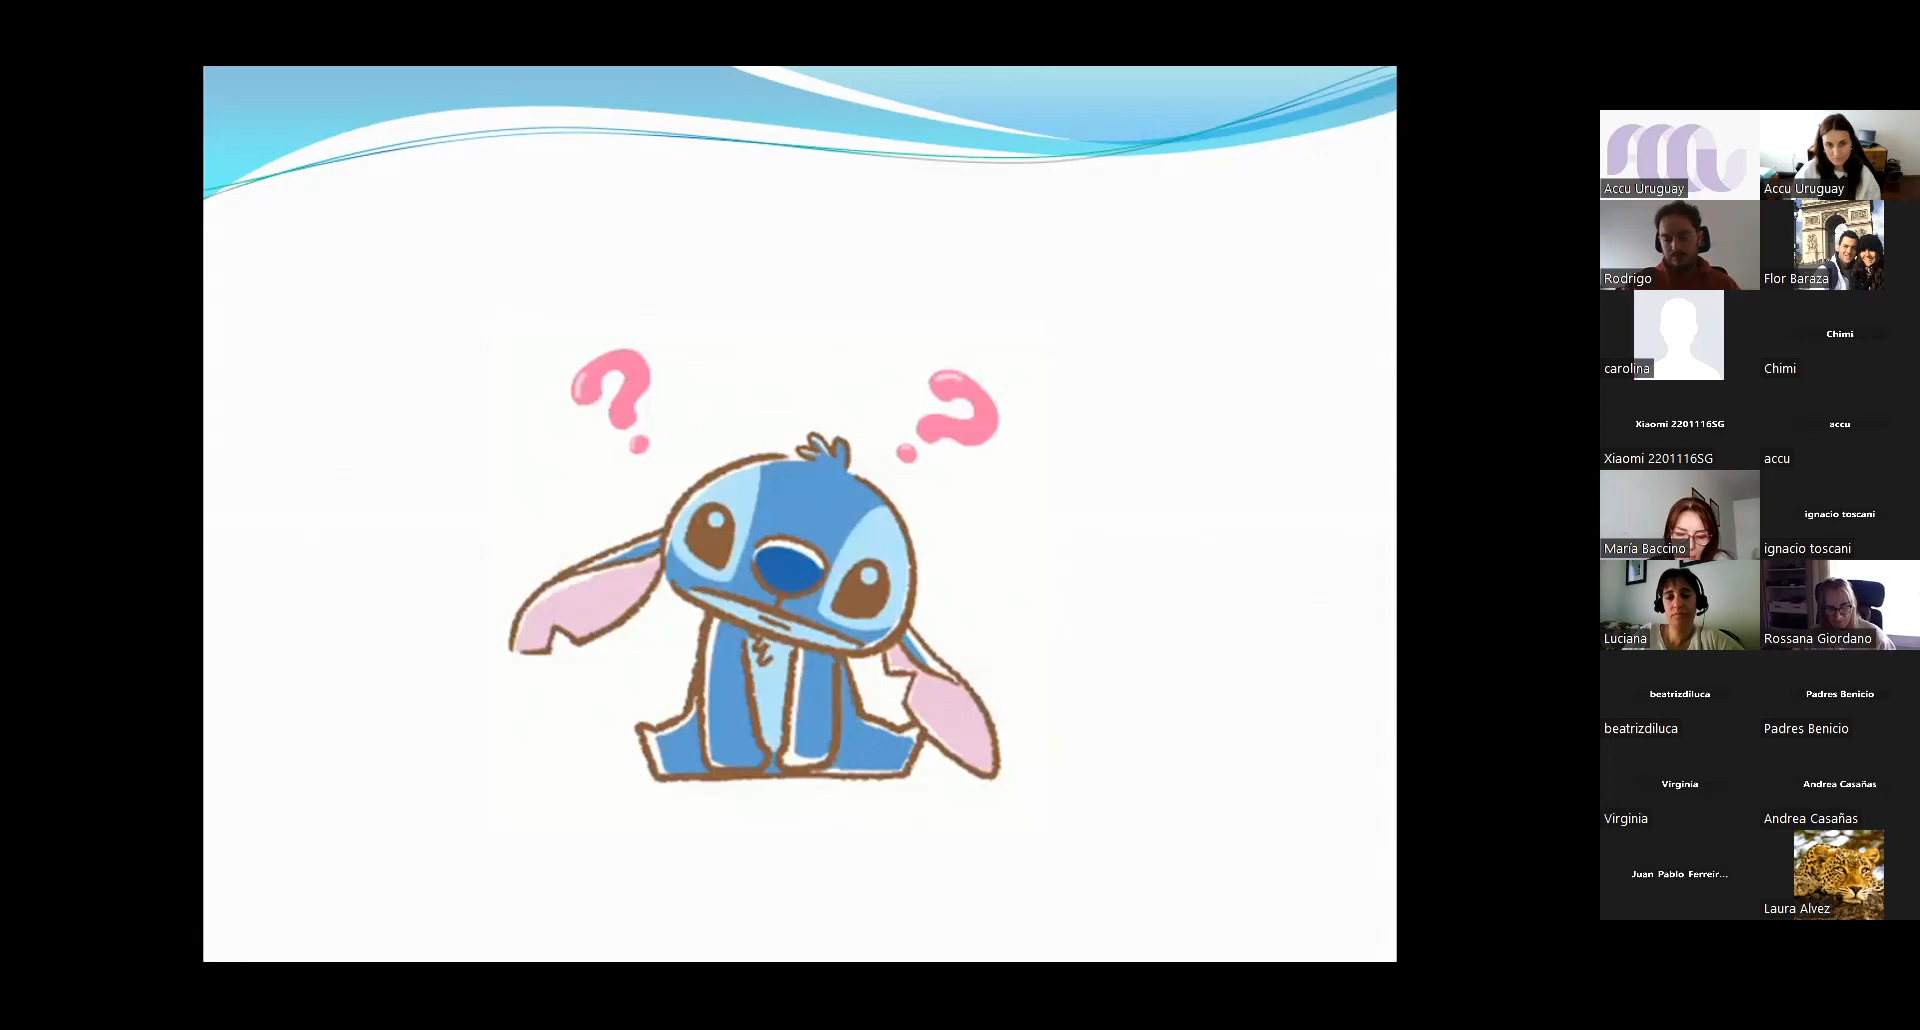 ?
?
Accu Uruguay
Accu Uruguay
Rodrigo
Flor Baraza
carolina
Chimi
Chimi
Xiaomi 2201116SG
Xiaomi 2201116SG
accu
accu
María Baccino
ignacio toscani
ignacio toscani
Luciana
Rossana Giordano
beatrizdiluca
beatrizdiluca
Padres Benicio
Padres Benicio
Virginia
Virginia
Andrea Casañas
Andrea Casañas
Juan Pablo Ferreir...
Laura Alvez